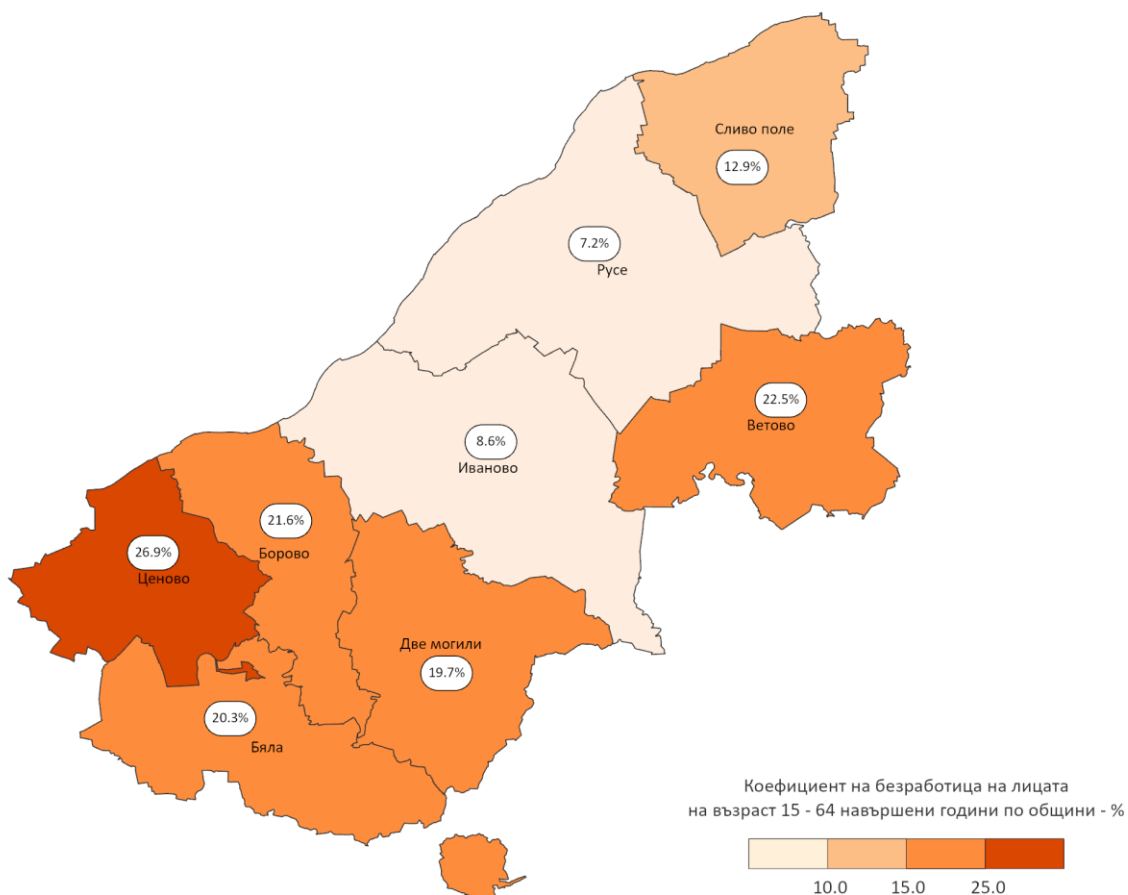 Сливо поле
12.9%
7.2%
Русе
22.5%
Ветово
8.6%
Иваново
21.6%
Борово
26.9%
Ценово
Две могили
19.7%
20.3%
Бяла
Коефициент на безработица на лицата
на възраст 15 - 64 навършени години по общини - %
10.0 15.0 25.0